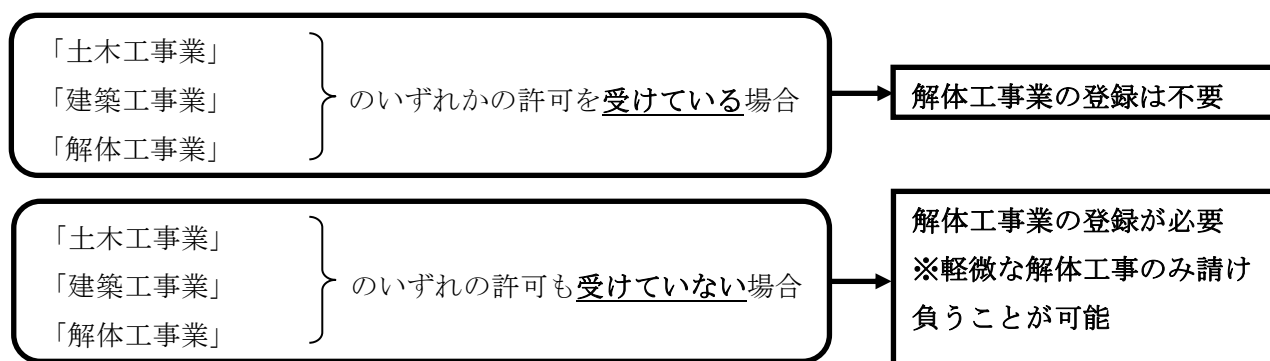 「土木工事業」
「建築工事業」 のいずれかの許可を受けている場合
「解体工事業」
解体工事業の登録は不要
「土木工事業」
「建築工事業」 のいずれの許可も受けていない場合
「解体工事業」
解体工事業の登録が必要
※軽微な解体工事のみ請け
負うことが可能